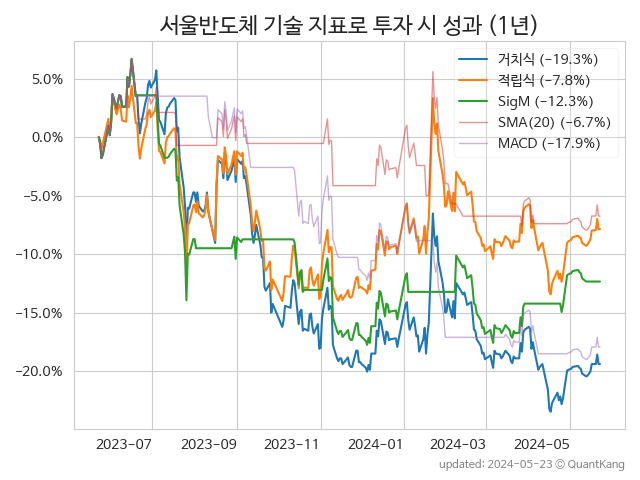 서울반도체 기술 지표로 투자 시 성과 (1년)
거치식 (−19.3%)
적립식 (−7.8%)
SigM (−12.3%)
SMA(20) (−6.7%)
MACD (−17.9%)
5.0%
0.0%
−5.0%
−10.0%
−15.0%
−20.0%
2023−07
2023−09
2023−11
2024−01
2024−03
2024−05
updated: 2024-05-23 © QuantKang